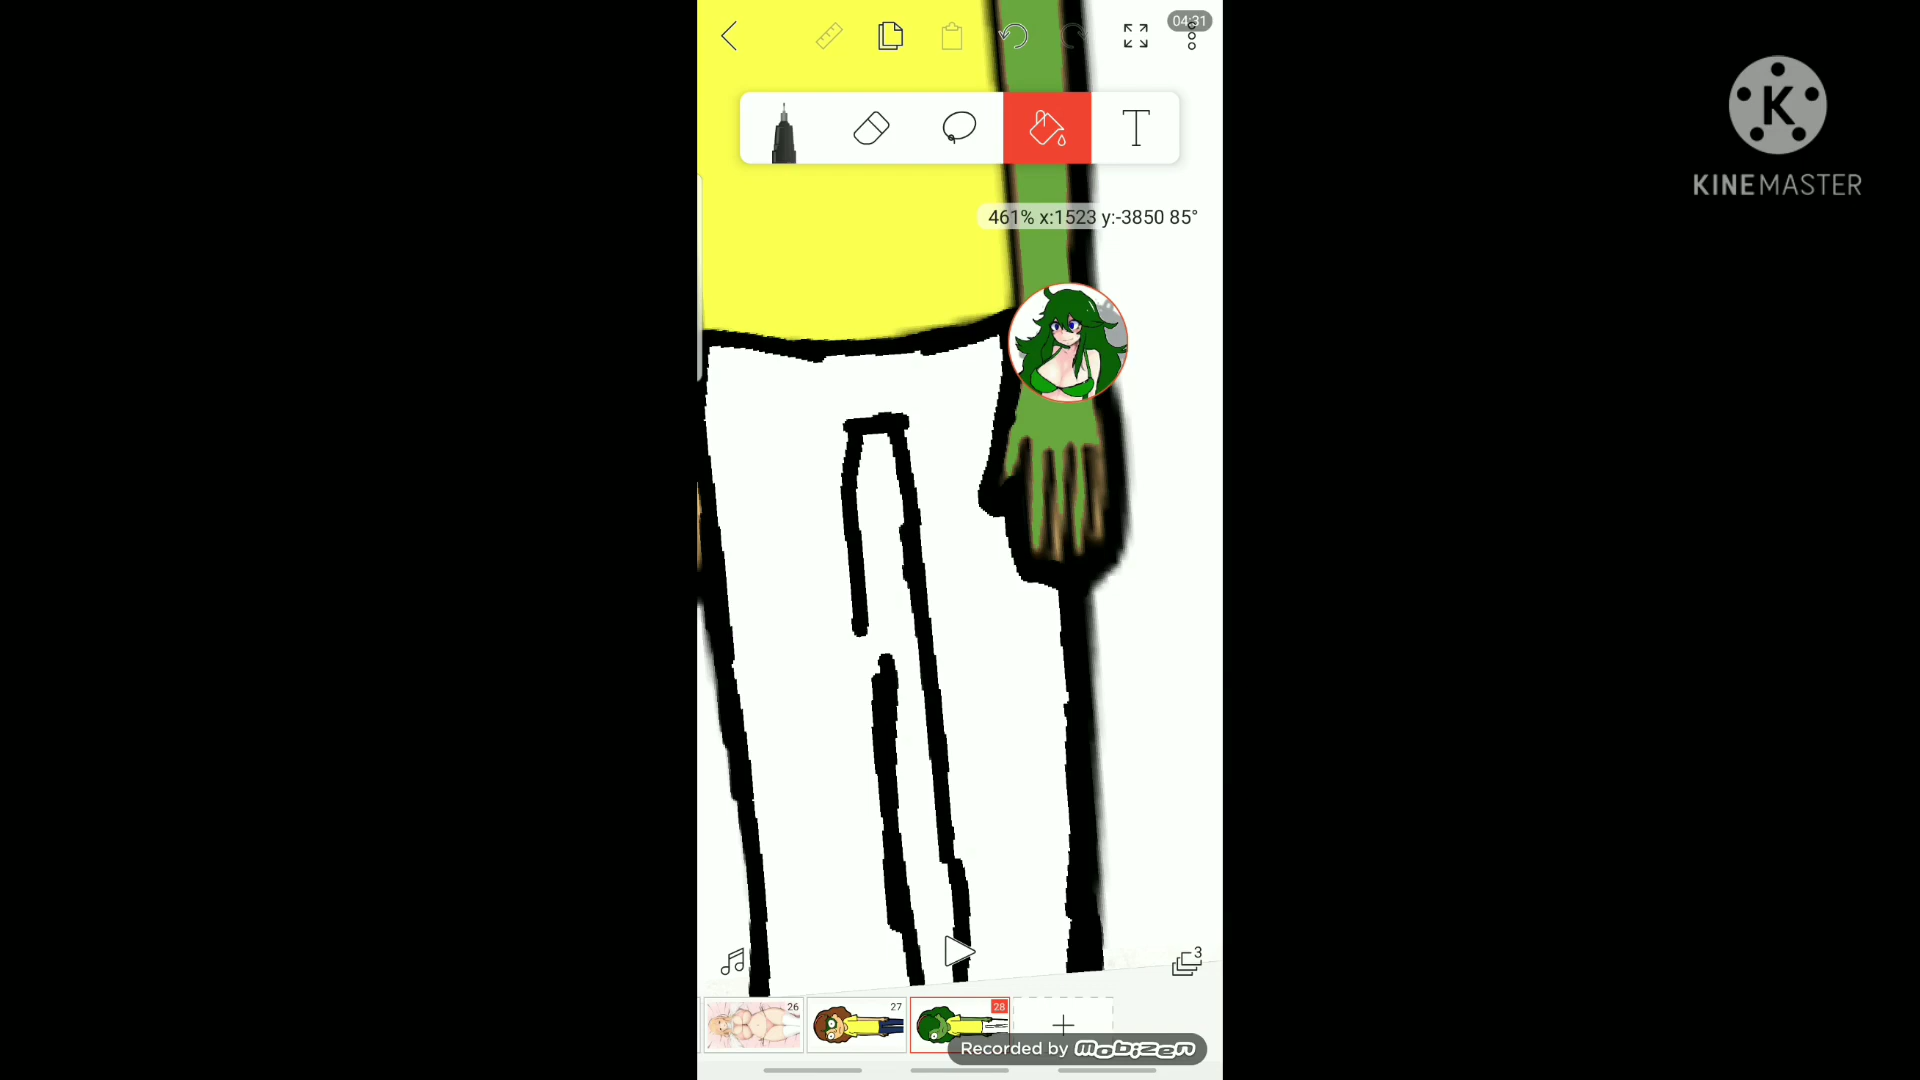 04:31
K
KINEMASTER
T
461% x:1523 y:-3850 85°
3
26
27
28
Recorded by MOBIZEN